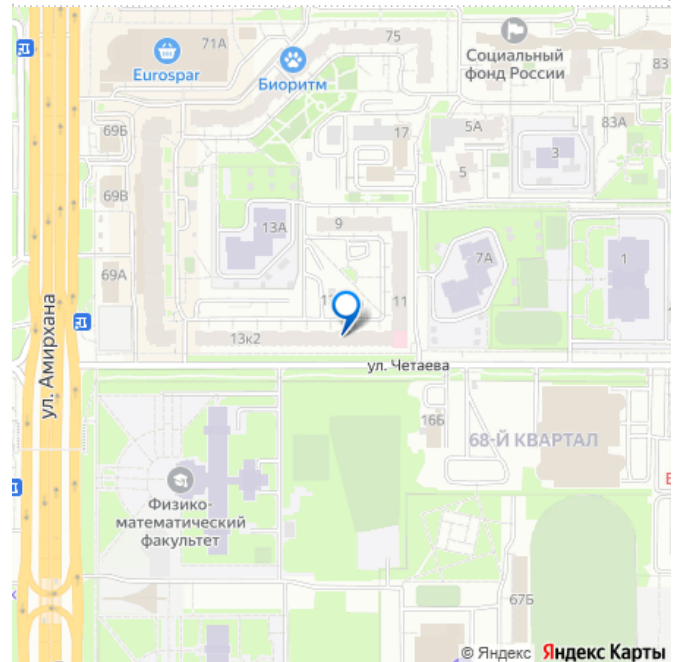 71А
75
Eurospar
Биоритм
Социальный
фонд России
83
69Б
17
5А
83А
5
3
69В
9
13А
7А
1
69А
11
13к2
ул. Амирхана
ул. Четаева
16Б
68-Й КВАРТАЛ
Физико-
математический
факультет
67Б
© Яндекс Яндекс Карты